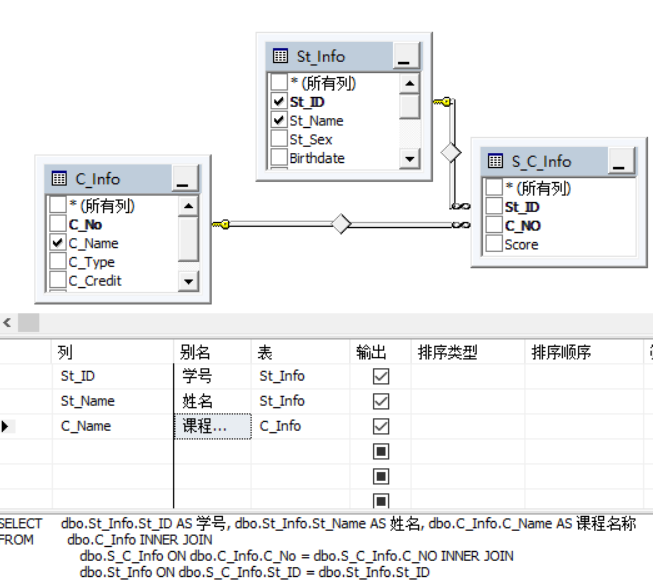 St_Info
* (所有列)
St_ID
St_Name
St_Sex
Birthdate
C_Info
* (所有列)
C_No
C_Name
C_Type
C_Credit
S_C_Info
* (所有列)
St_ID
C_NO
Score
列 别名 表 输出 排序类型 排序顺序
St_ID 学号 St_Info
St_Name 姓名 St_Info
C_Name 课程... C_Info
SELECT dbo.St_Info.St_ID AS 学号, dbo.St_Info.St_Name AS 姓名, dbo.C_Info.C_Name AS 课程名称
FROM dbo.C_Info INNER JOIN
dbo.S_C_Info ON dbo.C_Info.C_No = dbo.S_C_Info.C_NO INNER JOIN
dbo.St_Info ON dbo.S_C_Info.St_ID = dbo.St_Info.St_ID